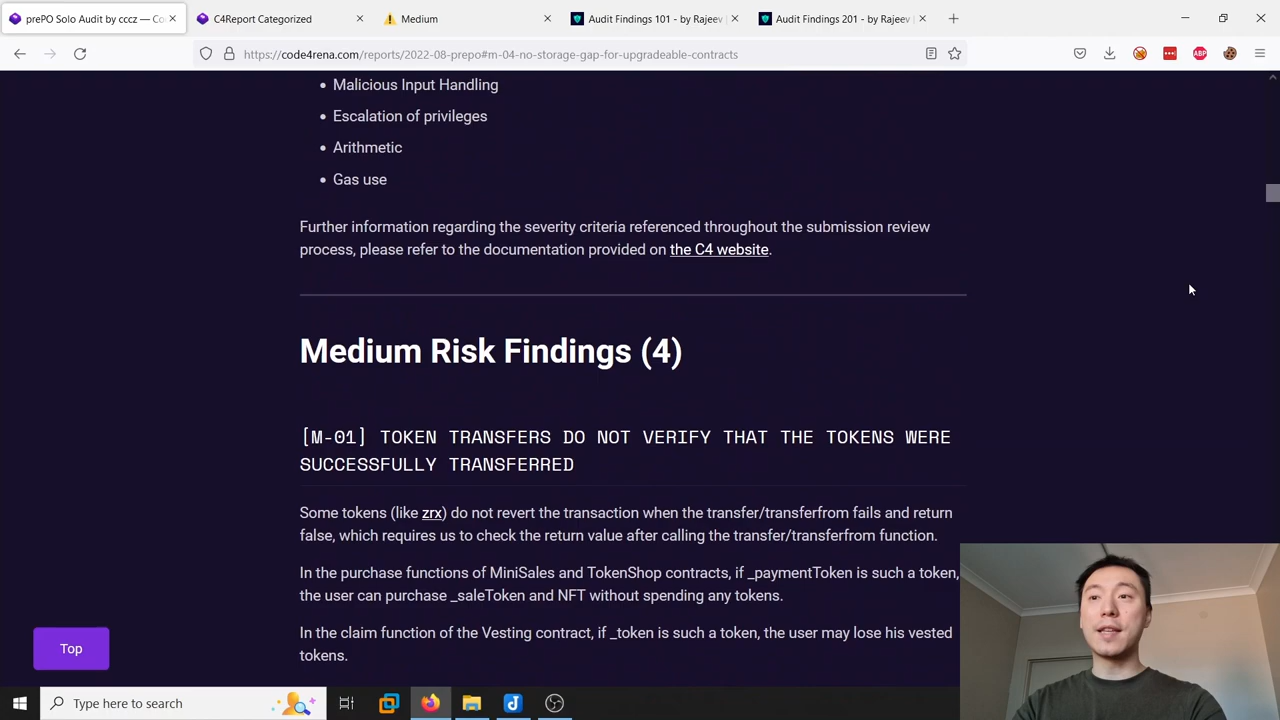 prePO Solo Audit by cccz — Co
C4Report Categorized
Medium
Audit Findings 101 - by Rajeev
Audit Findings 201 - by Rajeev
https://code4rena.com/reports/2022-08-prepo#m-04-no-storage-gap-for-upgradeable-contracts
ABP
• Malicious Input Handling
• Escalation of privileges
• Arithmetic
• Gas use
Further information regarding the severity criteria referenced throughout the submission review
process, please refer to the documentation provided on the C4 website.
Medium Risk Findings (4)
[M-01] TOKEN TRANSFERS DO NOT VERIFY THAT THE TOKENS WERE
SUCCESSFULLY TRANSFERRED
Some tokens (like zrx) do not revert the transaction when the transfer/transferfrom fails and return
false, which requires us to check the return value after calling the transfer/transferfrom function.
In the purchase functions of MiniSales and TokenShop contracts, if _paymentToken is such a token,
the user can purchase _saleToken and NFT without spending any tokens.
In the claim function of the Vesting contract, if _token is such a token, the user may lose his vested
tokens.
Top
Type here to search